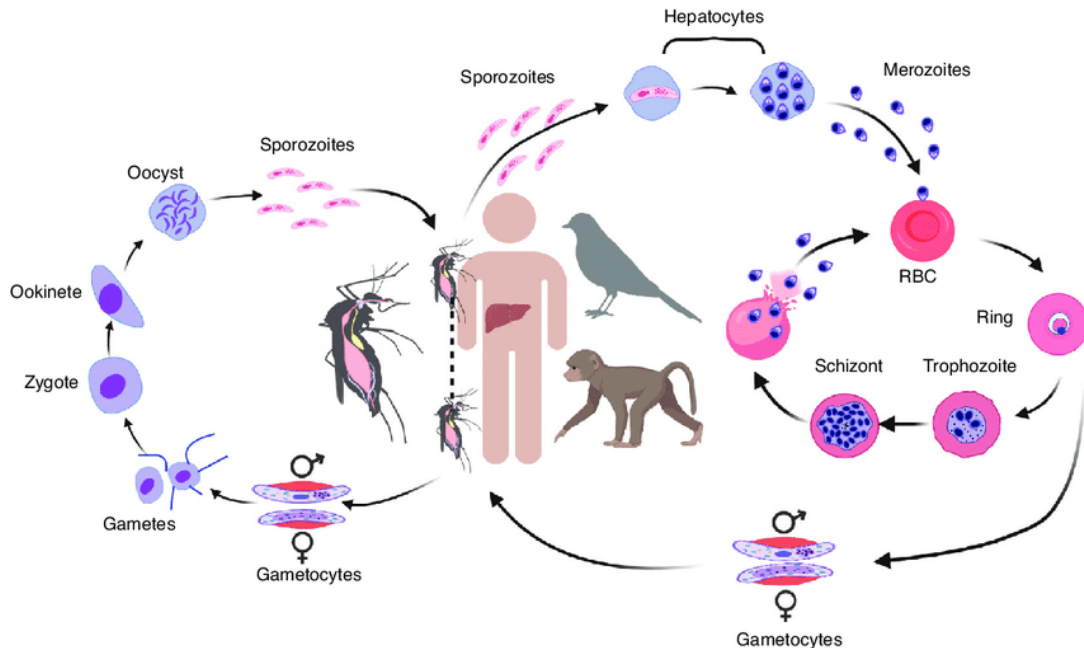 Hepatocytes
Sporozoites
Merozoites
Sporozoites
Oocyst
RBC
Ookinete
Ring
Zygote
Schizont
Trophozoite
Gametes
Gametocytes
Gametocytes